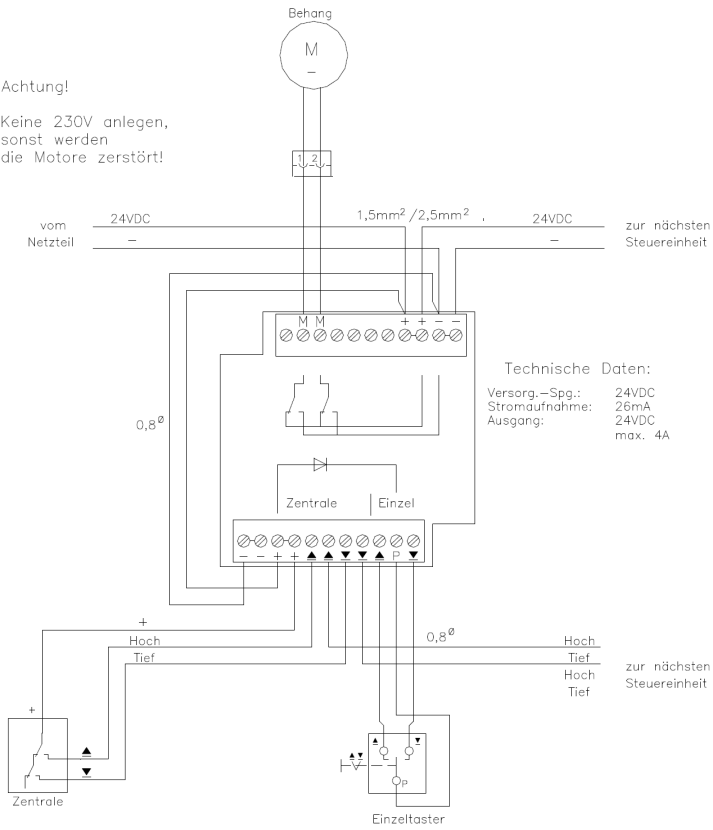 Behang
M
–
Achtung!
Keine 230V anlegen,
sonst werden
die Motore zerstört!
1 2
vom
Netzteil
24VDC
–
1,5mm² /2,5mm²
24VDC
–
zur nächsten
Steuereinheit
M M + + – –
Technische Daten:
Versorg.–Spg.: 24VDC
Stromaufnahme: 26mA
Ausgang: 24VDC
max. 4A
0,8ø
Zentrale | Einzel
– – + + ▲ ▲ ▼ ▼ ▲ P ▼
+
Hoch
Tief
0,8ø
Hoch
Tief
Hoch
Tief
zur nächsten
Steuereinheit
+
▲
▼
Zentrale
▲ ▼
▲ ▼
P
Einzeltaster